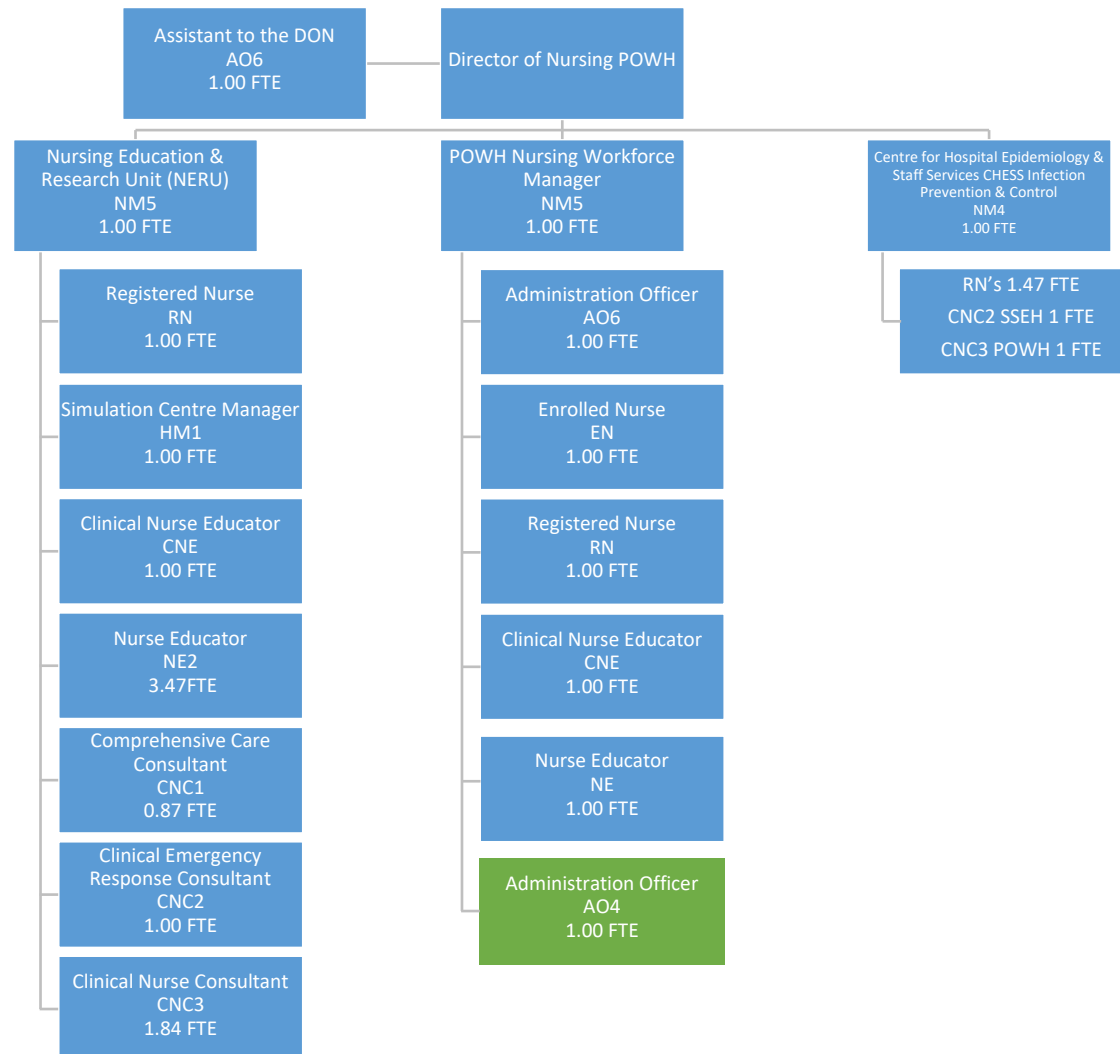 Assistant to the DON
AO6
1.00 FTE
Director of Nursing POWH
Nursing Education &
Research Unit (NERU)
NM5
1.00 FTE
Registered Nurse
RN
1.00 FTE
Simulation Centre Manager
HM1
1.00 FTE
Clinical Nurse Educator
CNE
1.00 FTE
Nurse Educator
NE2
3.47FTE
Comprehensive Care
Consultant
CNC1
0.87 FTE
Clinical Emergency
Response Consultant
CNC2
1.00 FTE
Clinical Nurse Consultant
CNC3
1.84 FTE
POWH Nursing Workforce
Manager
NM5
1.00 FTE
Administration Officer
AO6
1.00 FTE
Enrolled Nurse
EN
1.00 FTE
Registered Nurse
RN
1.00 FTE
Clinical Nurse Educator
CNE
1.00 FTE
Nurse Educator
NE
1.00 FTE
Administration Officer
AO4
1.00 FTE
Centre for Hospital Epidemiology &
Staff Services CHESS Infection
Prevention & Control
NM4
1.00 FTE
RN’s 1.47 FTE
CNC2 SSEH 1 FTE
CNC3 POWH 1 FTE